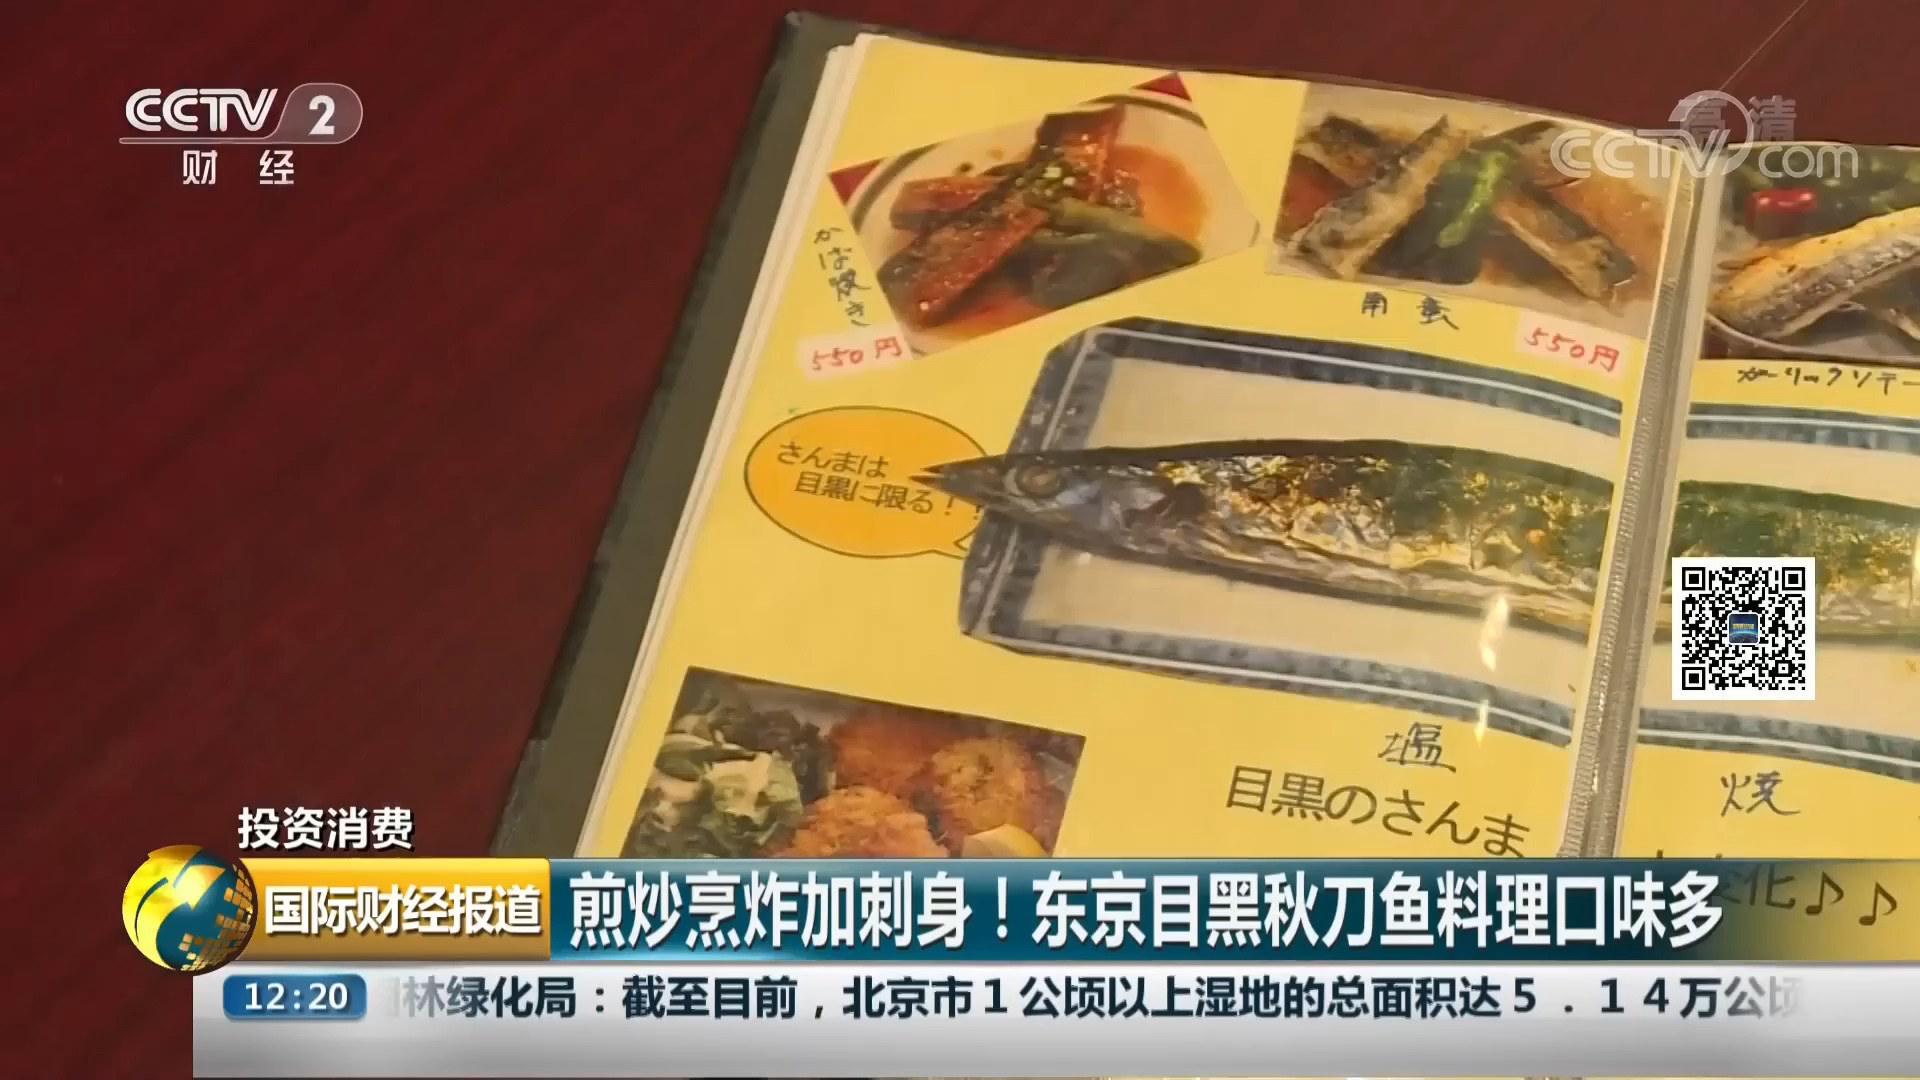 CCTV 2
财经
高清
CCTV.com
かば焼き
550円
550円
ガーリックソテー
さんまは
目黒に限る！！
塩
焼
目黒のさんま
化♪♪
投资消费
国际财经报道
煎炒烹炸加刺身！东京目黑秋刀鱼料理口味多
12:20
林绿化局：截至目前，北京市1公顷以上湿地的总面积达5．14万公顷